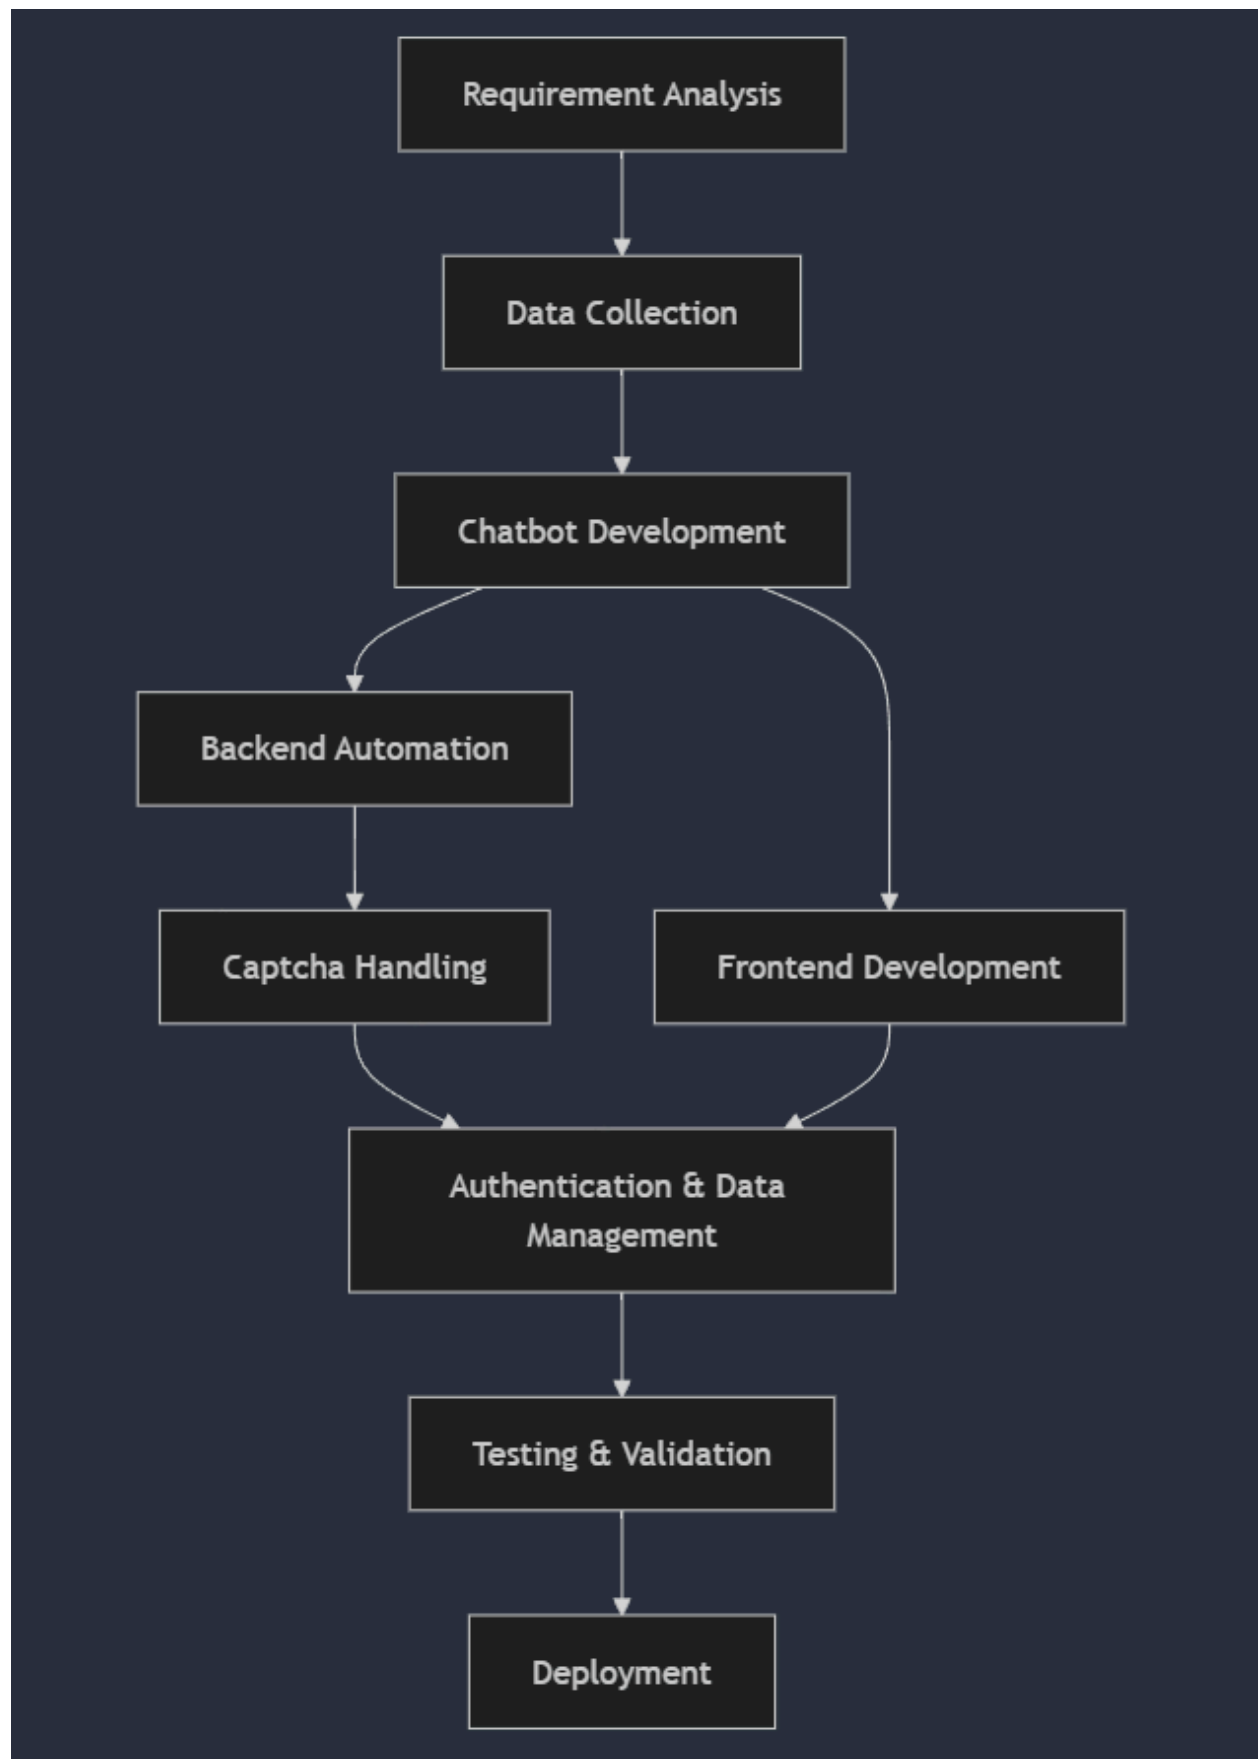 Requirement Analysis
Data Collection
Chatbot Development
Backend Automation
Captcha Handling
Frontend Development
Authentication & Data
Management
Testing & Validation
Deployment